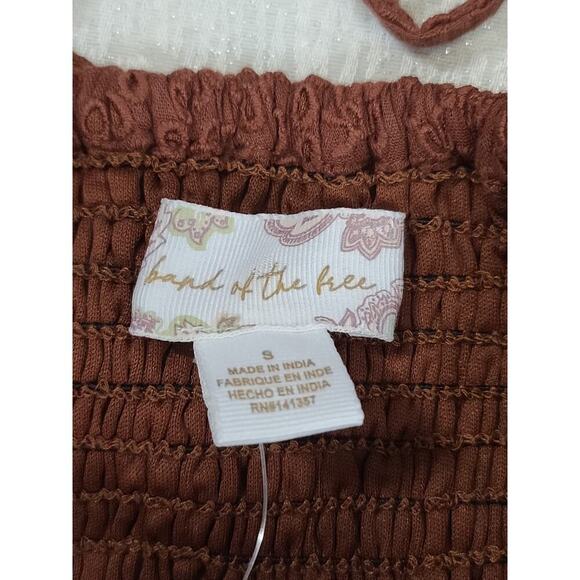 band of the free
S
MADE IN INDIA
FABRIQUE EN INDE
HECHO EN INDIA
RN#141357